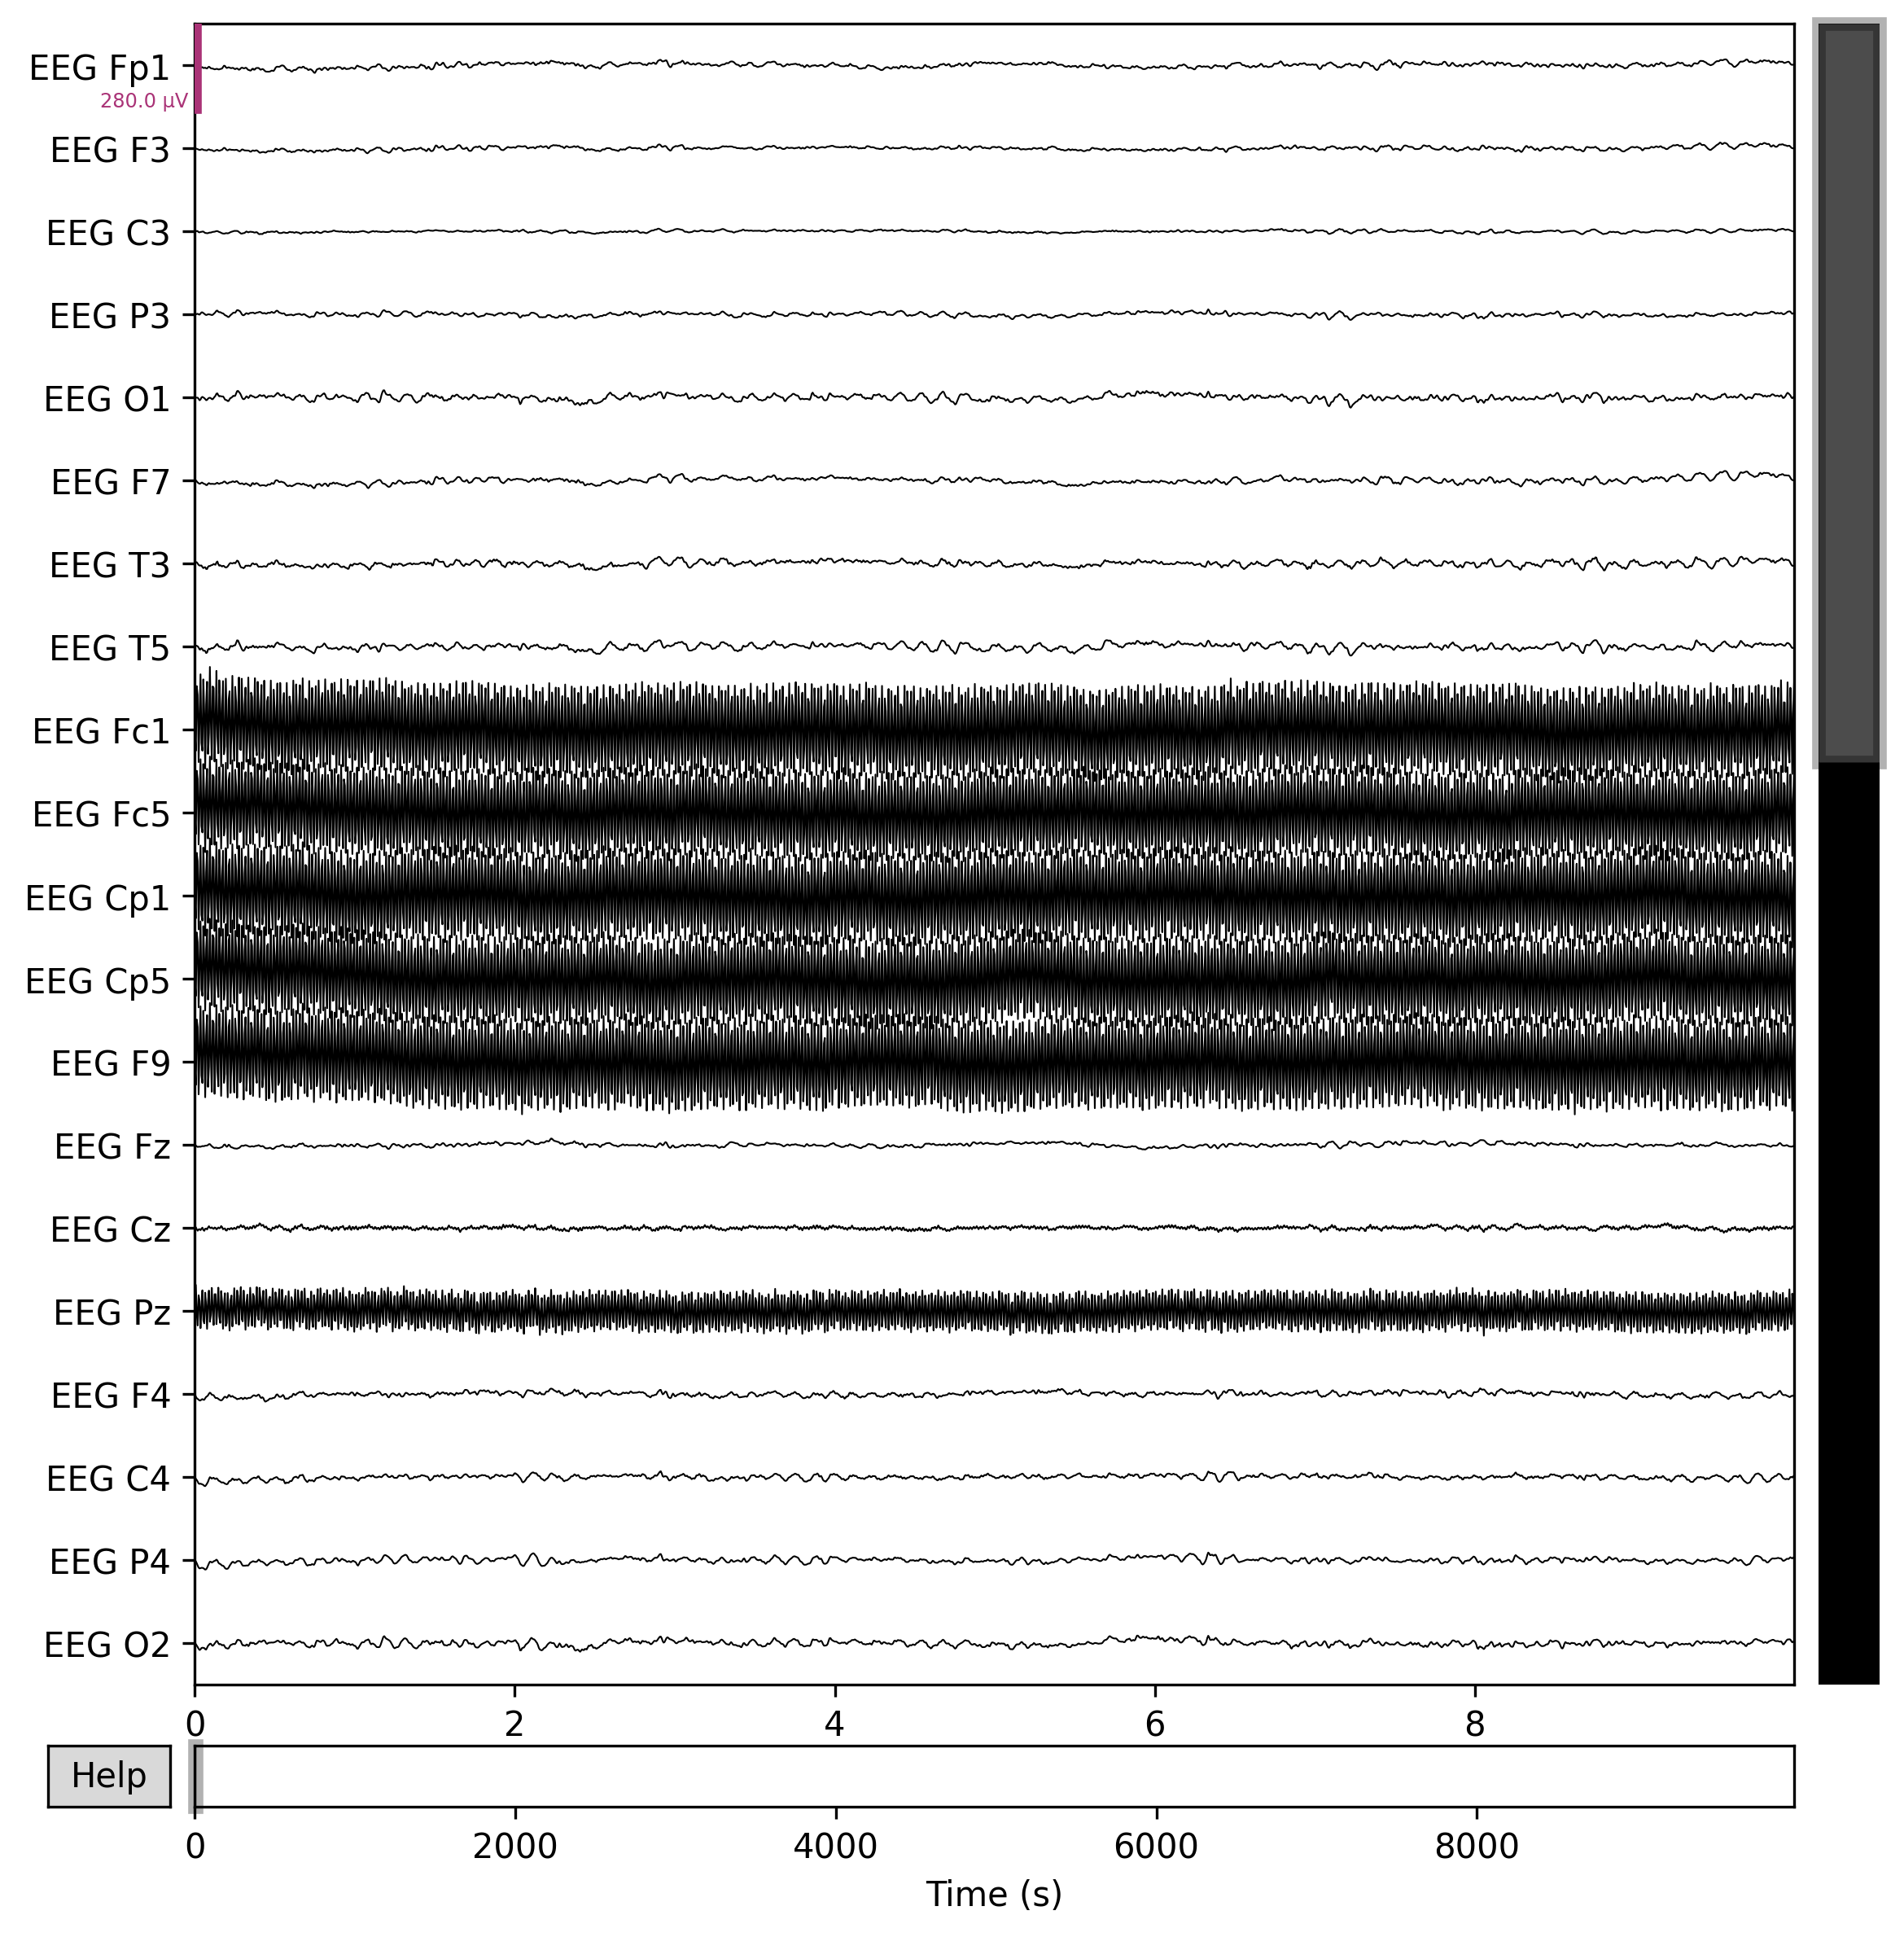 EEG Fp1
280.0 µV
EEG F3
EEG C3
EEG P3
EEG O1
EEG F7
EEG T3
EEG T5
EEG Fc1
EEG Fc5
EEG Cp1
EEG Cp5
EEG F9
EEG Fz
EEG Cz
EEG Pz
EEG F4
EEG C4
EEG P4
EEG O2
0 2 4 6 8
Help
0 2000 4000 6000 8000
Time (s)